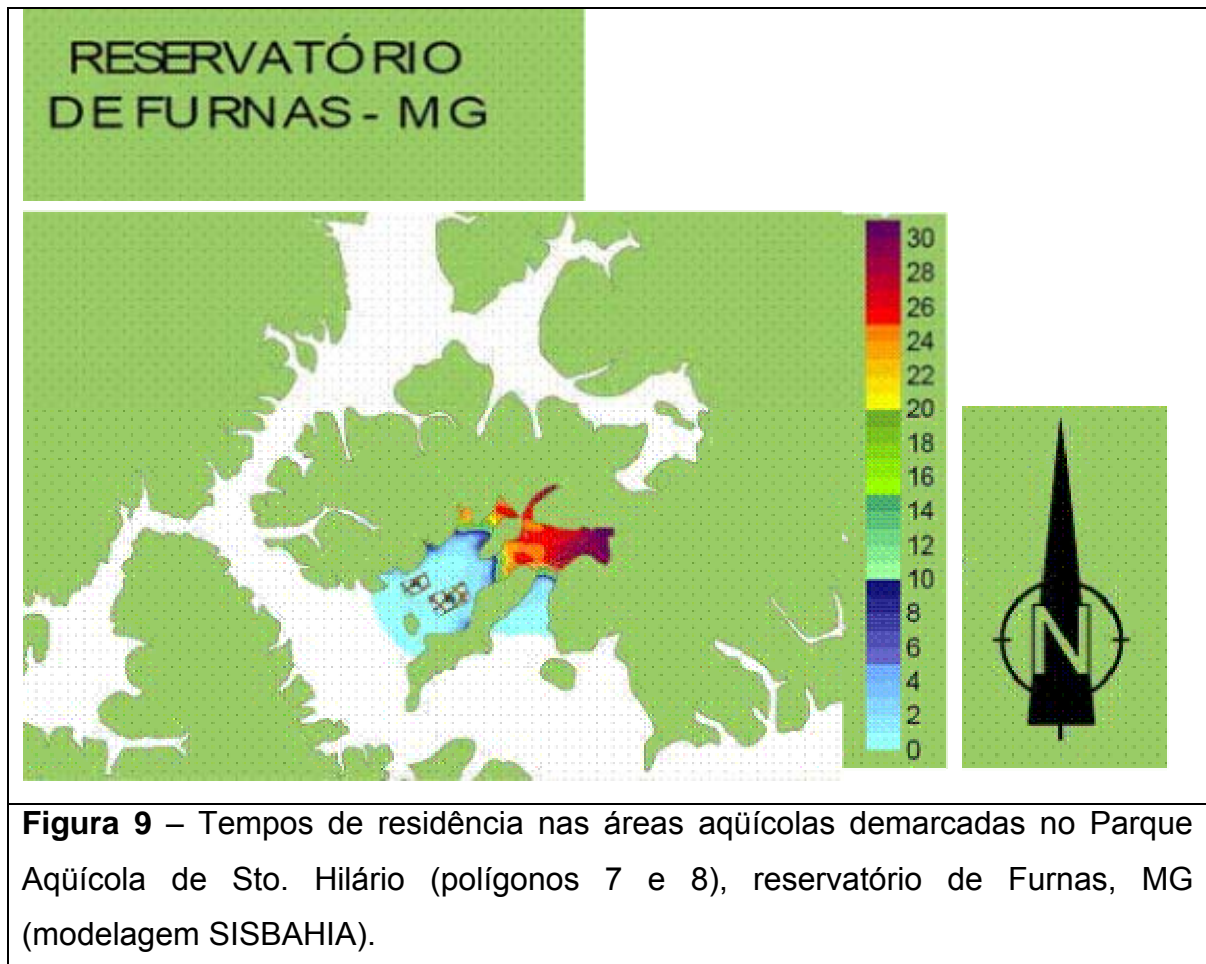 RESERVATÓRIO
DE FURNAS - MG
30
28
26
24
22
20
18
16
14
12
10
8
6
4
2
0
N
Figura 9 – Tempos de residência nas áreas aqüícolas demarcadas no Parque
Aqüícola de Sto. Hilário (polígonos 7 e 8), reservatório de Furnas, MG
(modelagem SISBAHIA).